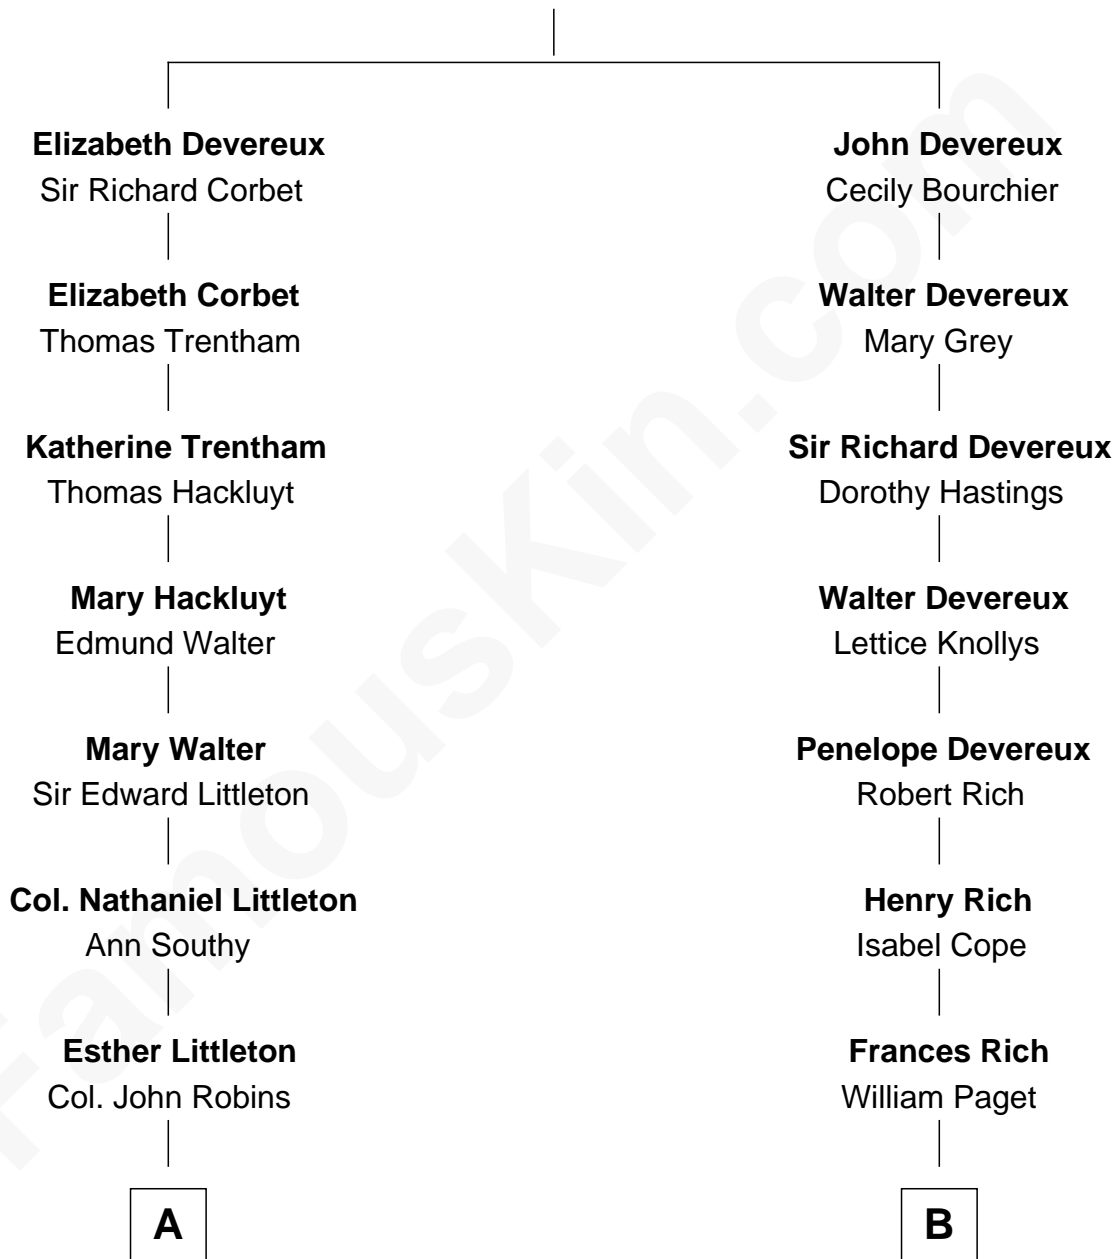 Elizabeth Devereux
Sir Richard Corbet
Elizabeth Corbet
Thomas Trentham
Katherine Trentham
Thomas Hackluyt
Mary Hackluyt
Edmund Walter
Mary Walter
Sir Edward Littleton
Col. Nathaniel Littleton
Ann Southy
Esther Littleton
Col. John Robins
A
John Devereux
Cecily Bourchier
Walter Devereux
Mary Grey
Sir Richard Devereux
Dorothy Hastings
Walter Devereux
Lettice Knollys
Penelope Devereux
Robert Rich
Henry Rich
Isabel Cope
Frances Rich
William Paget
B
FamousKin.com